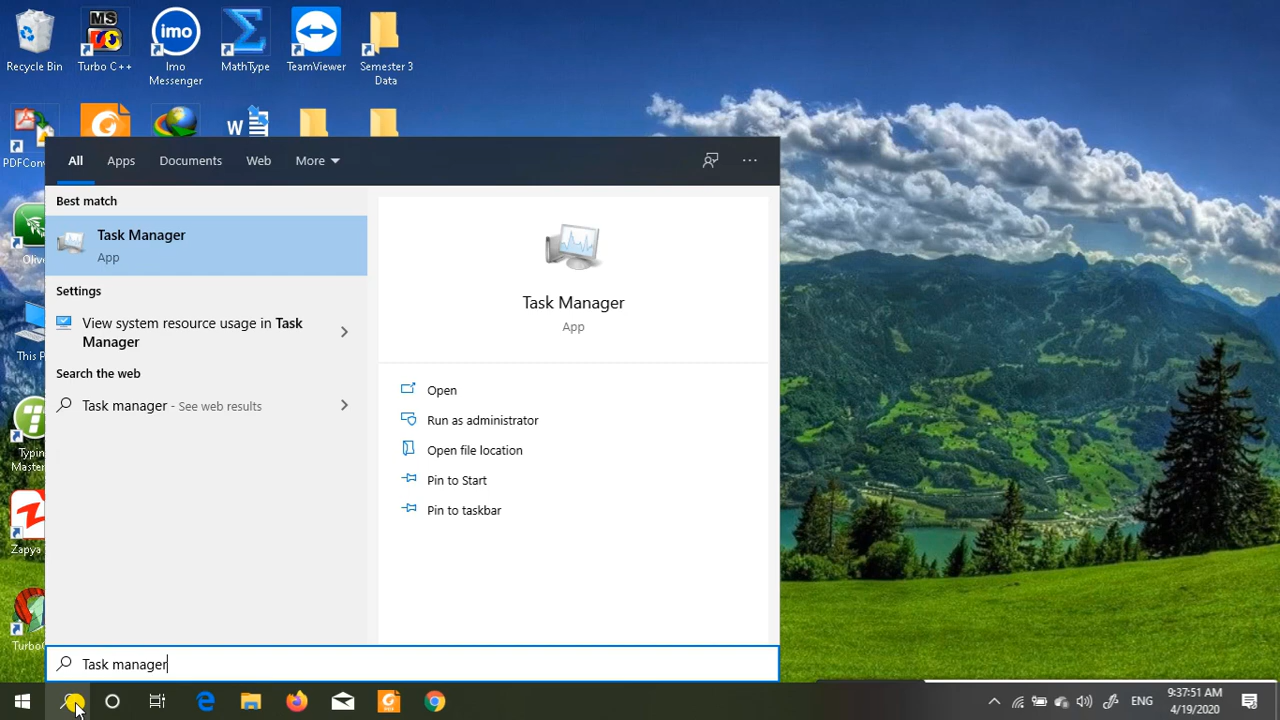 Recycle Bin
MS
Turbo C++
imo
Imo
Messenger
MathType
TeamViewer
Semester 3
Data
PDFConv
W
All
Apps
Documents
Web
More
Best match
Task Manager
App
Settings
View system resource usage in Task
Manager
Search the web
Task manager - See web results
Task Manager
App
Open
Run as administrator
Open file location
Pin to Start
Pin to taskbar
This P
Typin
Master
Zapya
Turbo
Task manager
ENG
9:37:51 AM
4/19/2020